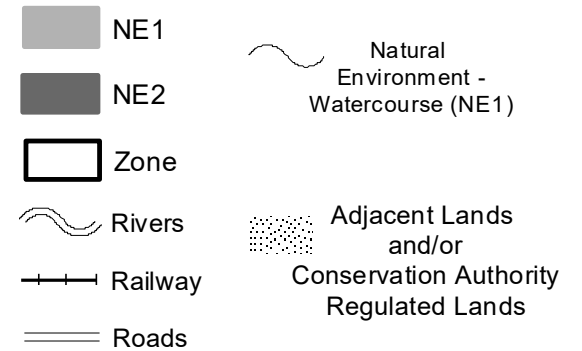 NE1
NE2
Zone
Rivers
Railway
Roads
Natural
Environment -
Watercourse (NE1)
Adjacent Lands
and/or
Conservation Authority
Regulated Lands